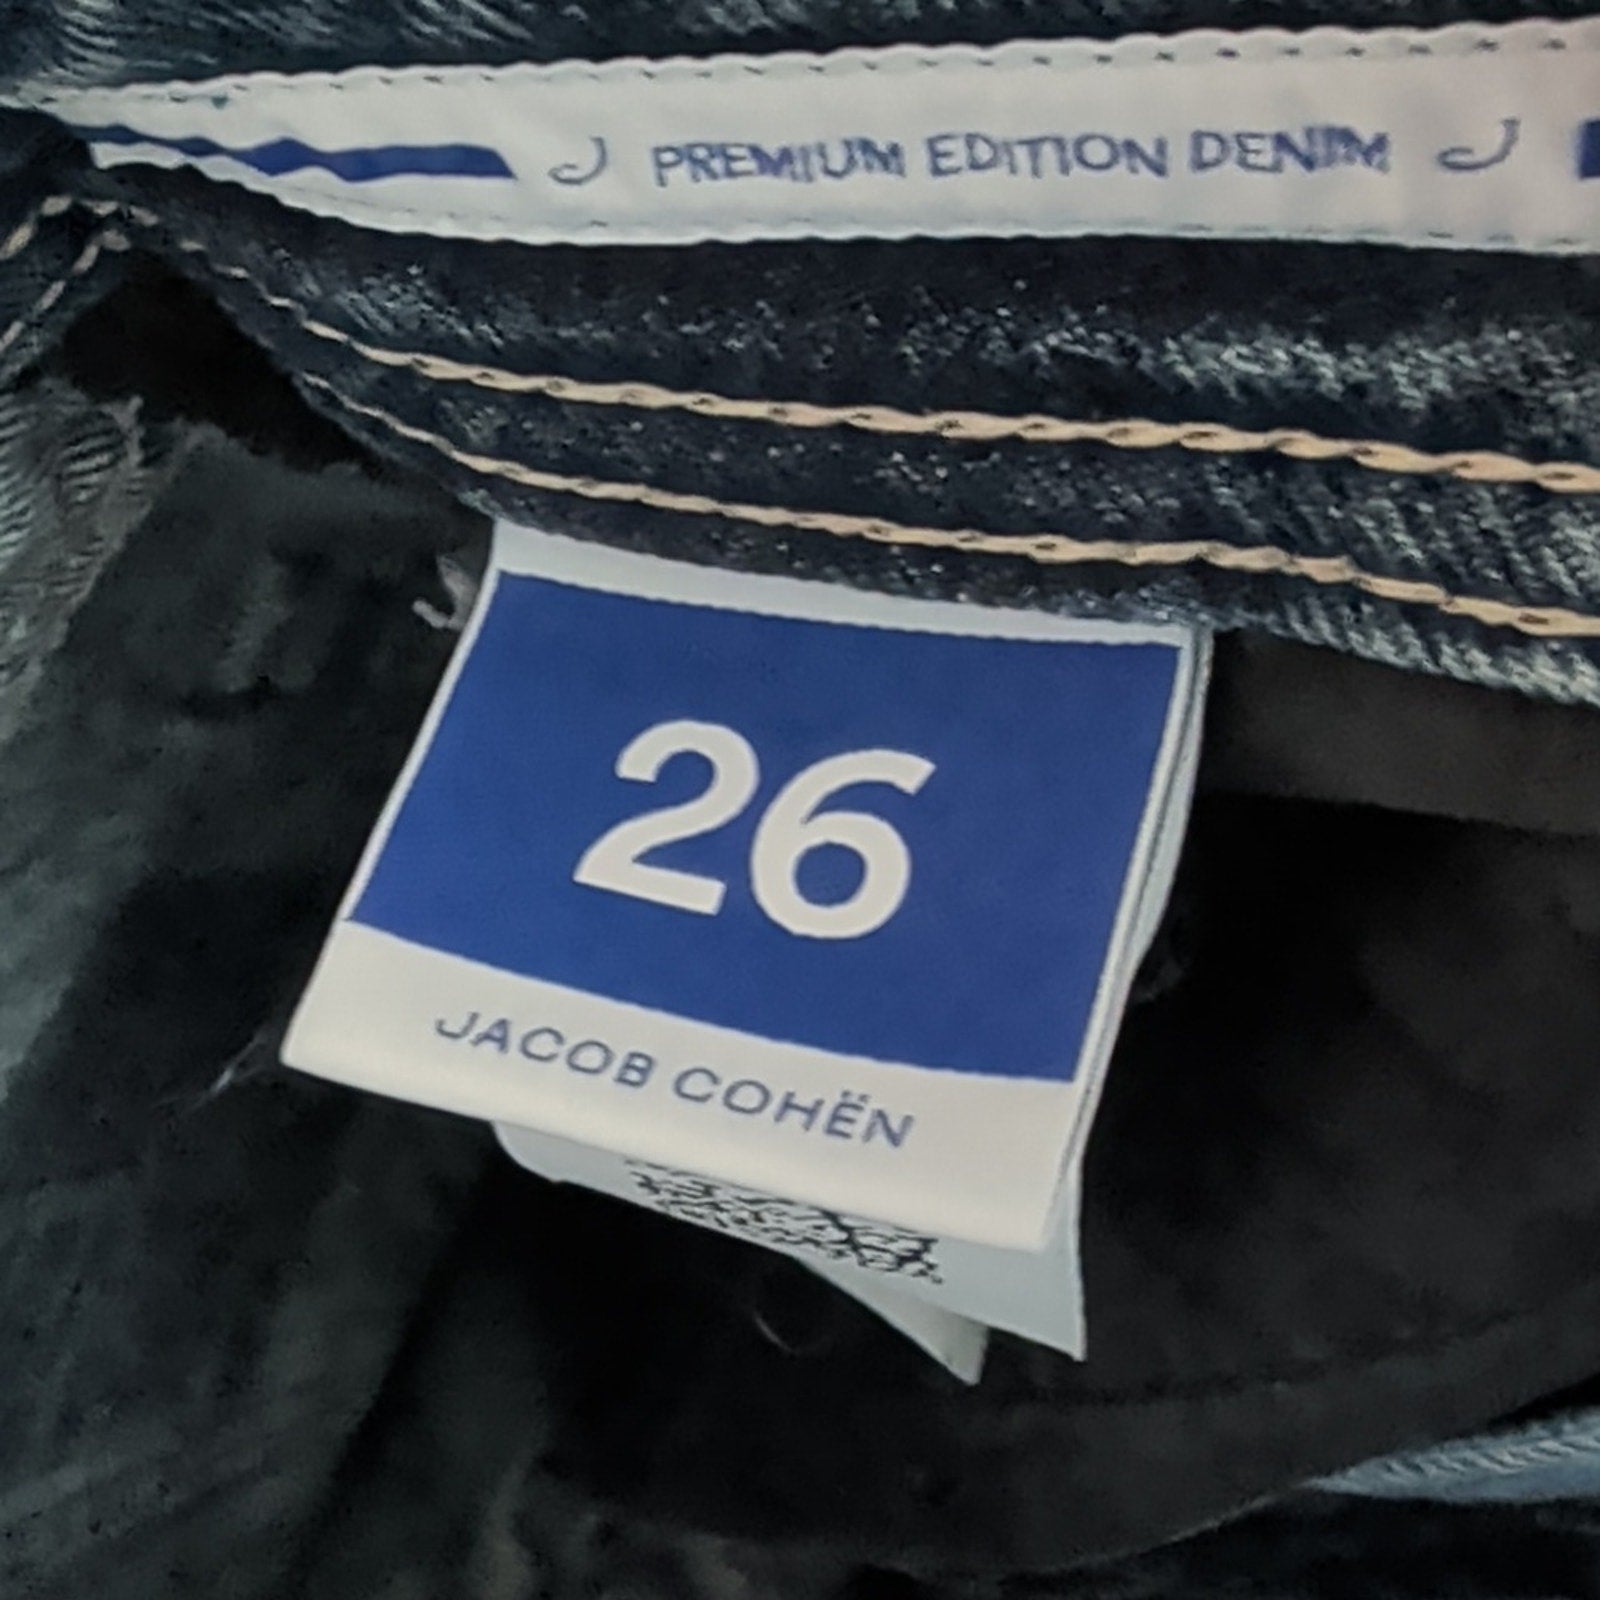 J PREMIUM EDITION DENIM J
26
JACOB COHËN